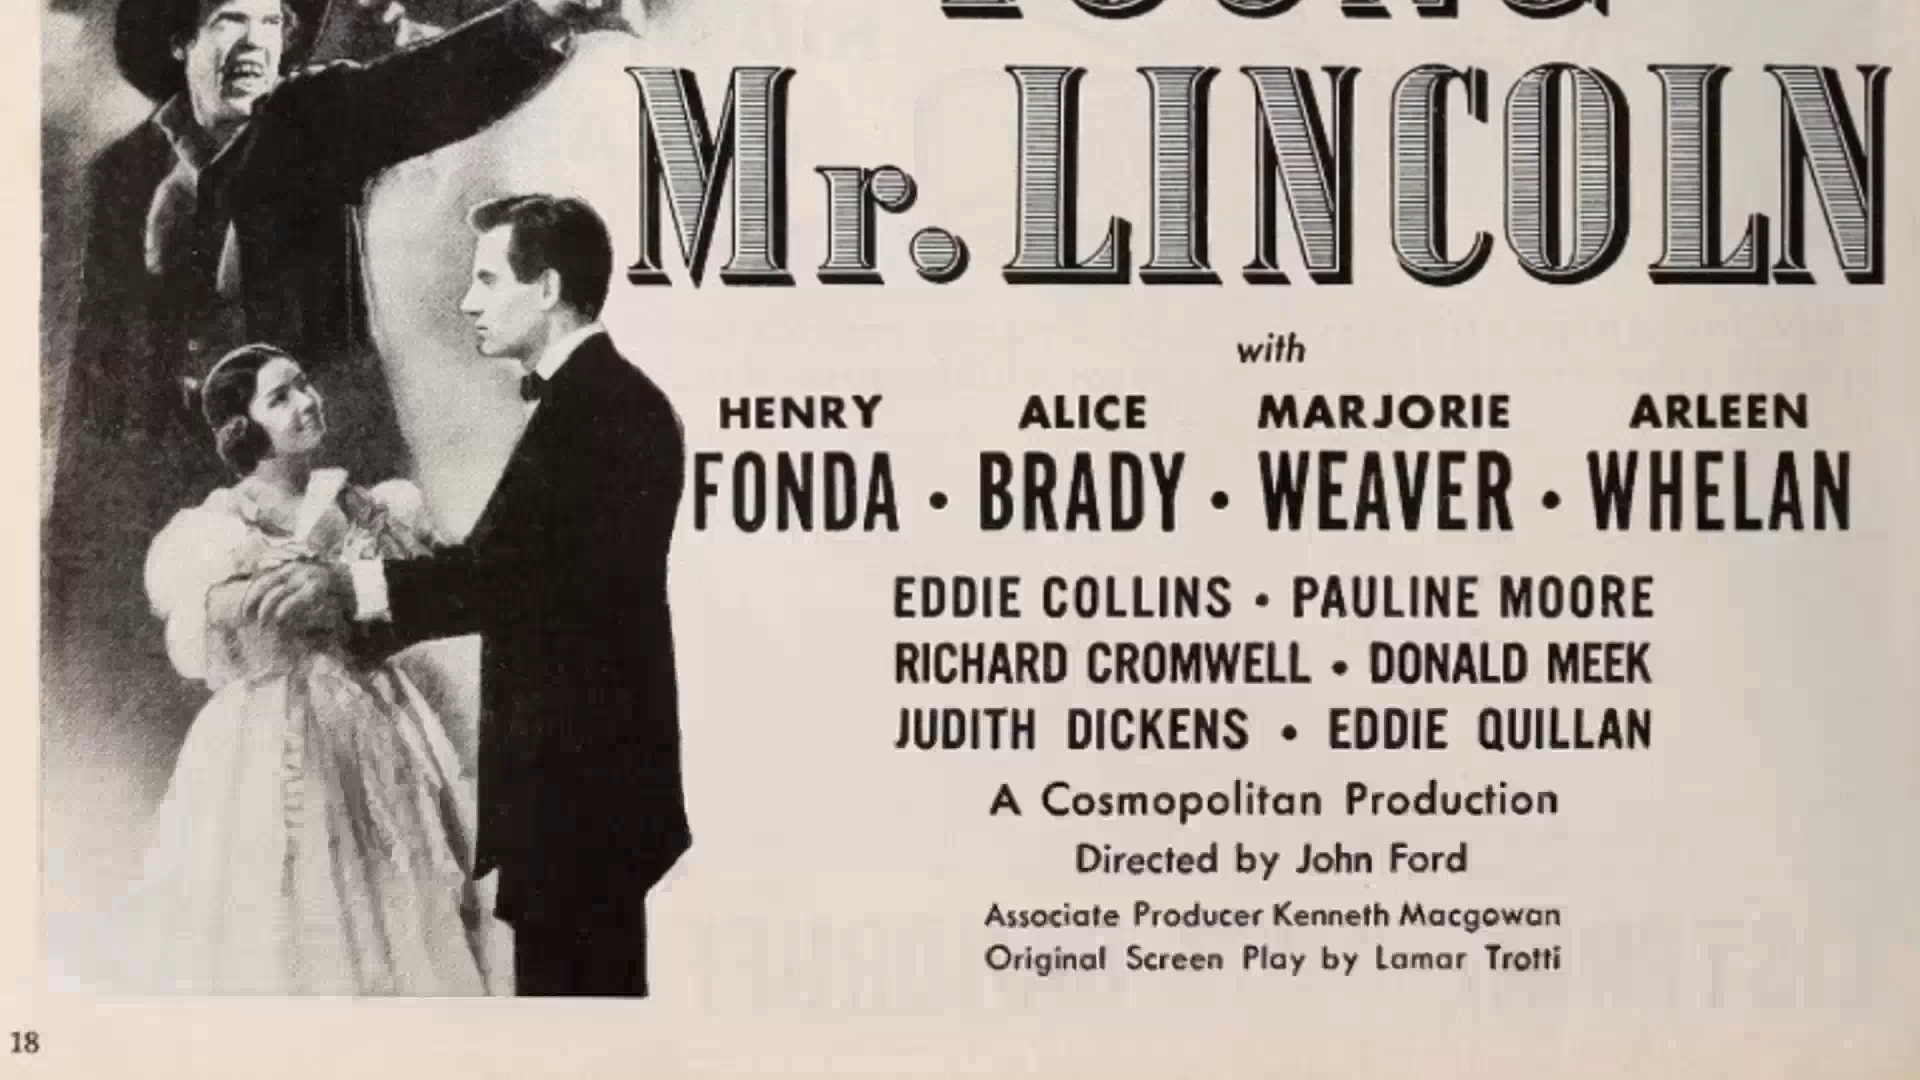 YOUNG
Mr. LINCOLN
with
HENRY ALICE MARJORIE ARLEEN
FONDA • BRADY • WEAVER • WHELAN
EDDIE COLLINS • PAULINE MOORE
RICHARD CROMWELL • DONALD MEEK
JUDITH DICKENS • EDDIE QUILLAN
A Cosmopolitan Production
Directed by John Ford
Associate Producer Kenneth Macgowan
Original Screen Play by Lamar Trotti
18